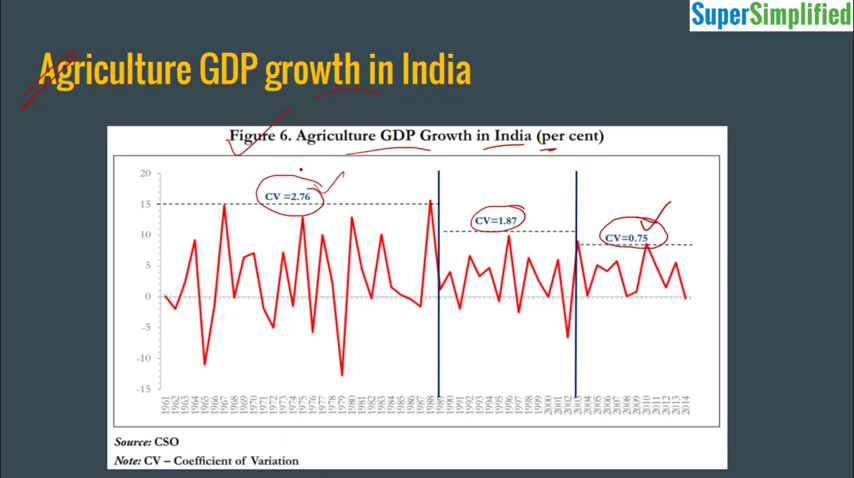 SuperSimplified
Agriculture GDP growth in India
Figure 6. Agriculture GDP Growth in India (per cent)
20
15
10
5
0
-5
-10
-15
CV =2.76
CV=1.87
CV=0.75
1961 1962 1963 1964 1965 1966 1967 1968 1969 1970 1971 1972 1973 1974 1975 1976 1977 1978 1979 1980 1981 1982 1983 1984 1985 1986 1987 1988 1989 1990 1991 1992 1993 1994 1995 1996 1997 1998 1999 2000 2001 2002 2003 2004 2005 2006 2007 2008 2009 2010 2011 2012 2013 2014
Source: CSO
Note: CV – Coefficient of Variation